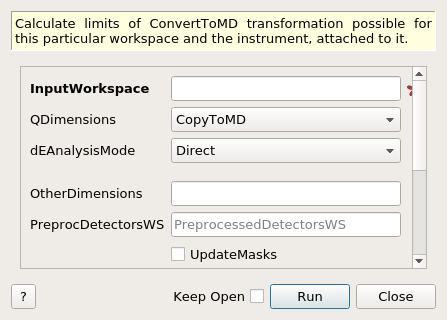 Calculate limits of ConvertToMD transformation possible for
this particular workspace and the instrument, attached to it.
InputWorkspace
QDimensions CopyToMD
dEAnalysisMode Direct
OtherDimensions
PreprocDetectorsWS PreprocessedDetectorsWS
UpdateMasks
? Keep Open Run Close